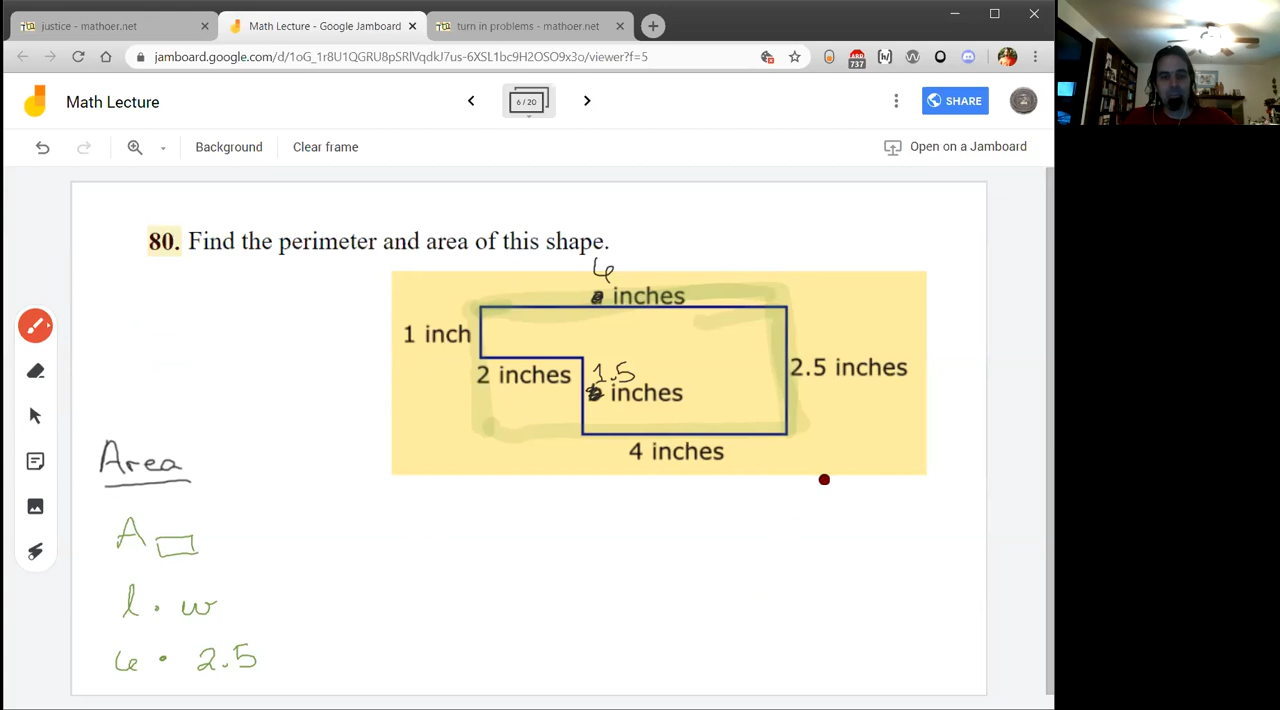 justice - mathoer.net
Math Lecture - Google Jamboard
turn in problems - mathoer.net
jamboard.google.com/d/1oG_1r8U1QGRU8pSRlVqdkJ7us-6XSL1bc9H2OSO9x3o/viewer?f=5
ABP
737
Math Lecture
6 / 20
SHARE
Background
Clear frame
Open on a Jamboard
80. Find the perimeter and area of this shape.
6
inches
1 inch
2 inches
1.5
inches
2.5 inches
4 inches
Area
A
l · w
6 · 2.5